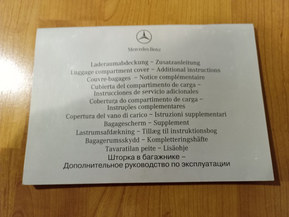 Mercedes-Benz
Laderaumabdeckung – Zusatzanleitung
Luggage compartment cover – Additional instructions
Couvre-bagages – Notice complémentaire
Cubierta del compartimento de carga –
Instrucciones de servicio adicionales
Cobertura do compartimento de carga –
Instruções complementares
Copertura del vano di carico – Istruzioni supplementari
Bagagescherm – Supplement
Lastrumsafdækning – Tillæg til instruktionsbog
Bagagerumsskydd – Kompletteringshäfte
Tavaratilan peite – Lisäohje
Шторка в багажнике –
Дополнительное руководство по эксплуатации